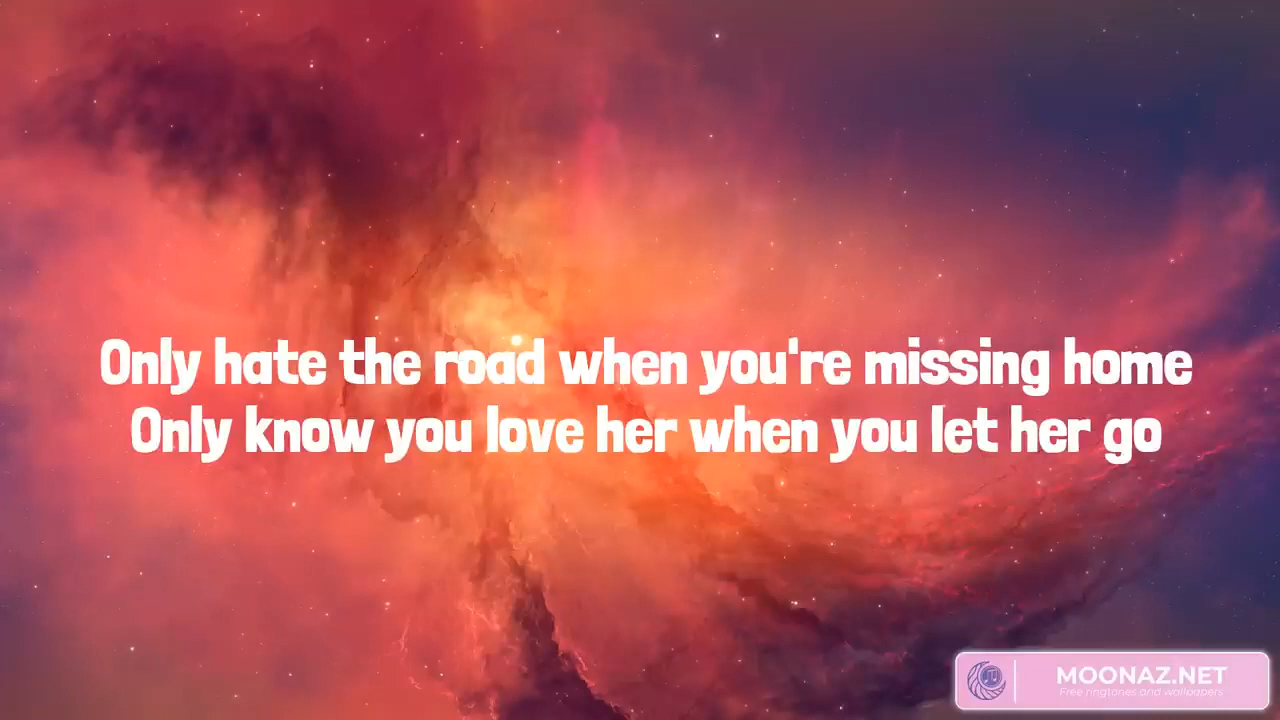 Only hate the road when you're missing home
Only know you love her when you let her go
MOONAZ.NET
Free ringtones and wallpapers